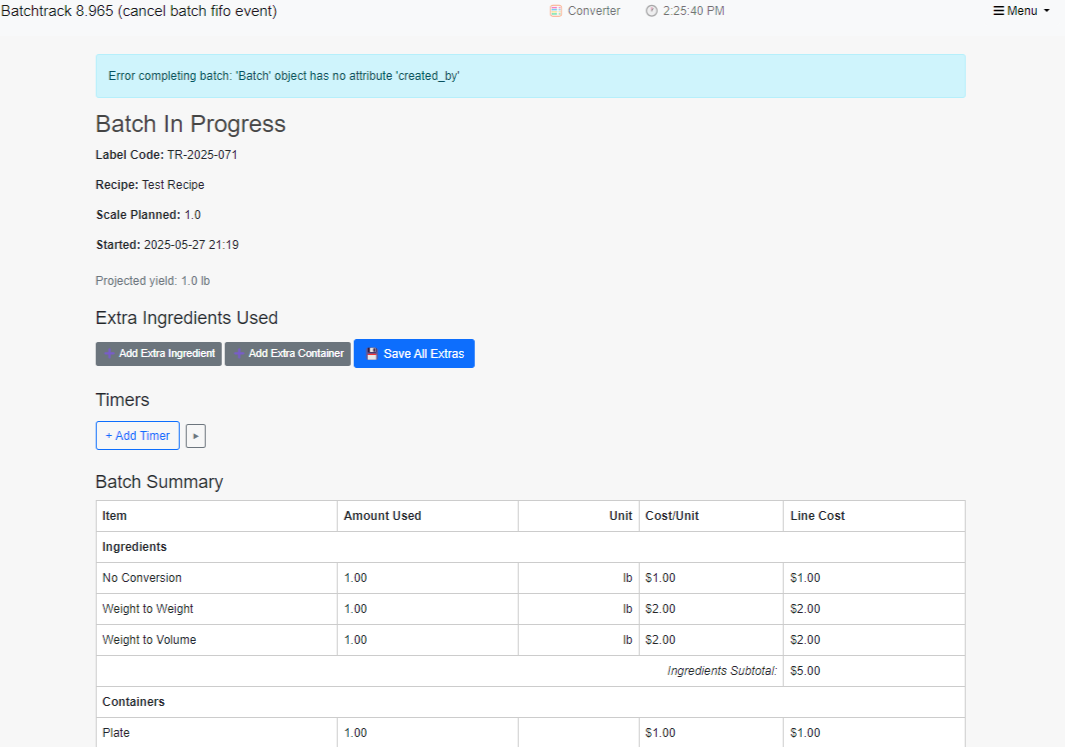 Batchtrack 8.965 (cancel batch fifo event) Converter 2:25:40 PM Menu
Error completing batch: 'Batch' object has no attribute 'created_by'
Batch In Progress
Label Code: TR-2025-071
Recipe: Test Recipe
Scale Planned: 1.0
Started: 2025-05-27 21:19
Projected yield: 1.0 lb
Extra Ingredients Used
Add Extra Ingredient Add Extra Container Save All Extras
Timers
+ Add Timer
Batch Summary
Item Amount Used Unit Cost/Unit Line Cost
Ingredients
No Conversion 1.00 lb $1.00 $1.00
Weight to Weight 1.00 lb $2.00 $2.00
Weight to Volume 1.00 lb $2.00 $2.00
Ingredients Subtotal: $5.00
Containers
Plate 1.00 $1.00 $1.00